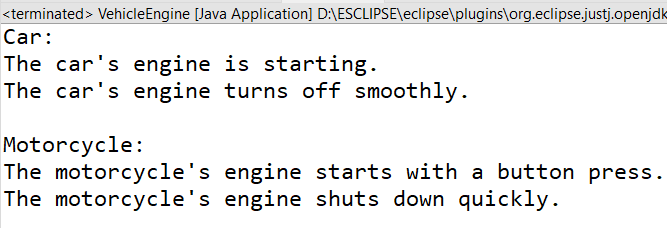 <terminated> VehicleEngine [Java Application] D:\ESCLIPSE\eclipse\plugins\org.eclipse.justj.openjdk
Car:
The car's engine is starting.
The car's engine turns off smoothly.
Motorcycle:
The motorcycle's engine starts with a button press.
The motorcycle's engine shuts down quickly.